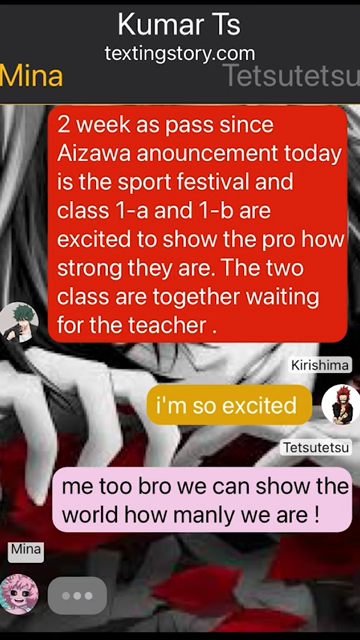 Kumar Ts
textingstory.com
Mina Tetsutetsu
2 week as pass since
Aizawa anouncement today
is the sport festival and
class 1-a and 1-b are
excited to show the pro how
strong they are. The two
class are together waiting
for the teacher .
Kirishima
i'm so excited
Tetsutetsu
me too bro we can show the
world how manly we are !
Mina